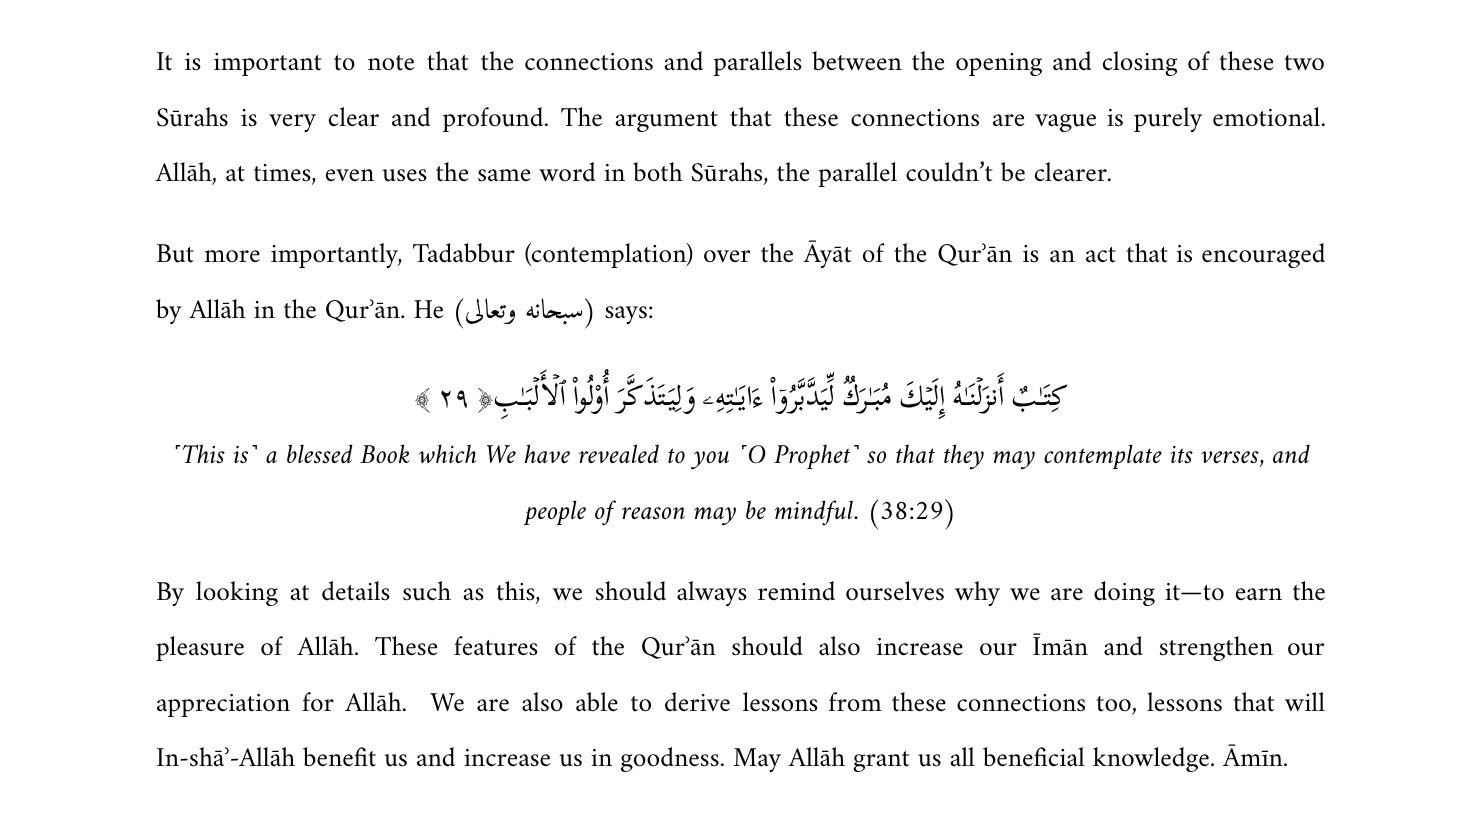 It is important to note that the connections and parallels between the opening and closing of these two
Sūrahs is very clear and profound. The argument that these connections are vague is purely emotional.
Allāh, at times, even uses the same word in both Sūrahs, the parallel couldn’t be clearer.
But more importantly, Tadabbur (contemplation) over the Āyāt of the Qurʾān is an act that is encouraged
by Allāh in the Qurʾān. He (سبحانه وتعالى) says:
كِتَـٰبٌ أَنزَلْنَـٰهُ إِلَيْكَ مُبَـٰرَكٌۭ لِّيَدَّبَّرُوٓا۟ ءَايَـٰتِهِۦ وَلِيَتَذَكَّرَ أُو۟لُوا۟ ٱلْأَلْبَـٰبِ ﴿٢٩﴾
˹This is˺ a blessed Book which We have revealed to you ˹O Prophet˺ so that they may contemplate its verses, and
people of reason may be mindful. (38:29)
By looking at details such as this, we should always remind ourselves why we are doing it—to earn the
pleasure of Allāh. These features of the Qurʾān should also increase our Īmān and strengthen our
appreciation for Allāh.  We are also able to derive lessons from these connections too, lessons that will
In-shāʾ-Allāh benefit us and increase us in goodness. May Allāh grant us all beneficial knowledge. Āmīn.